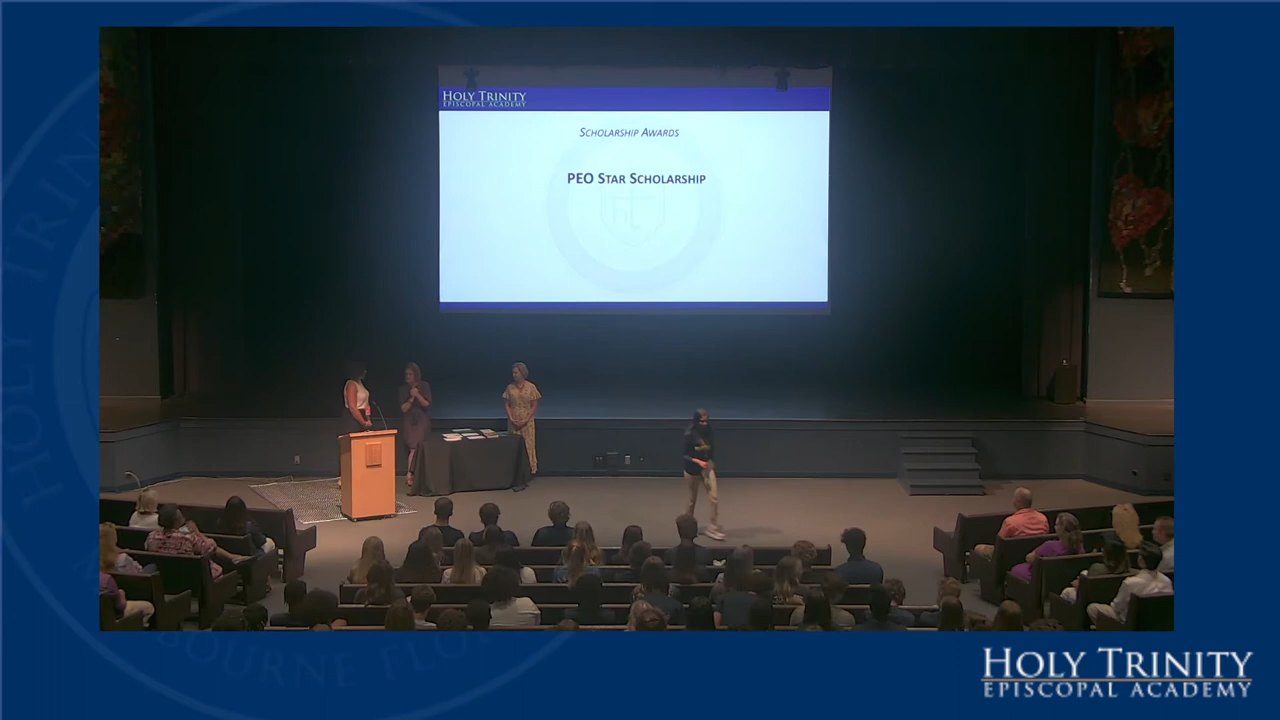 HOLY TRINITY
EPISCOPAL ACADEMY
SCHOLARSHIP AWARDS
PEO STAR SCHOLARSHIP
HOLY TRINITY
EPISCOPAL ACADEMY